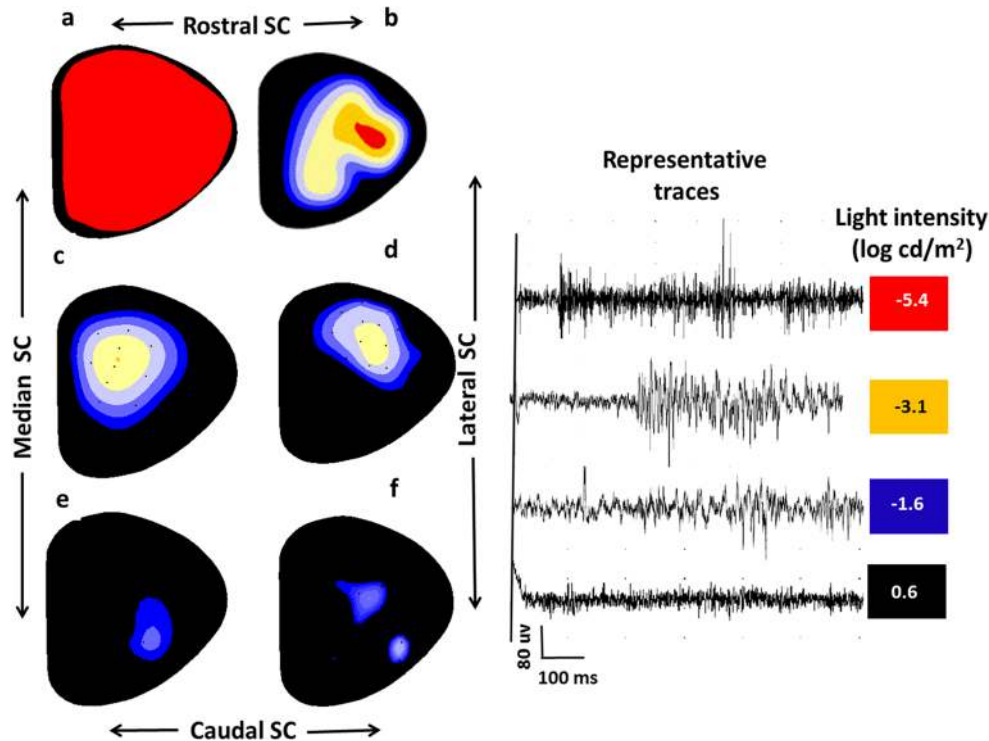 a
Rostral SC
b
c
d
e
f
Median SC
Lateral SC
Caudal SC
Representative
traces
Light intensity
(log cd/m²)
-5.4
-3.1
-1.6
0.6
80 uv
100 ms